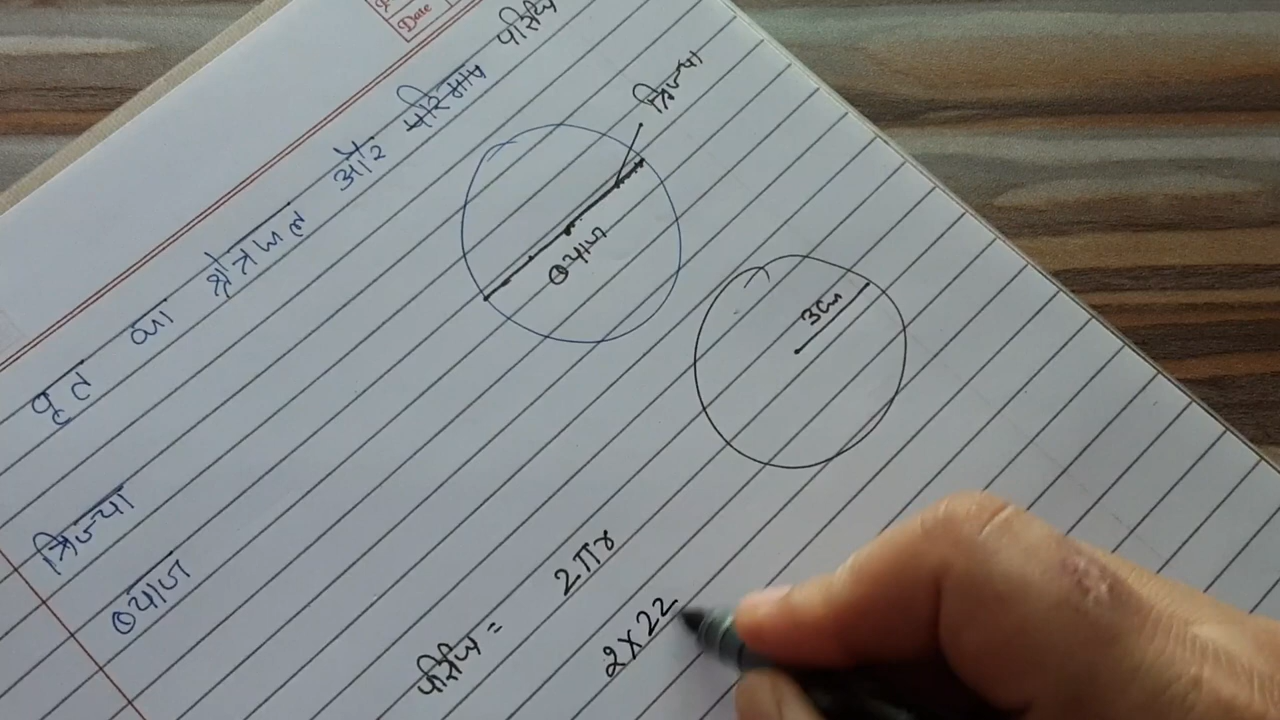 Date
वृत का क्षेत्रफल और परिमाप परिधि
त्रिज्या
व्यास
त्रिज्या
व्यास
3cm
परिधि = 2πr
2×22